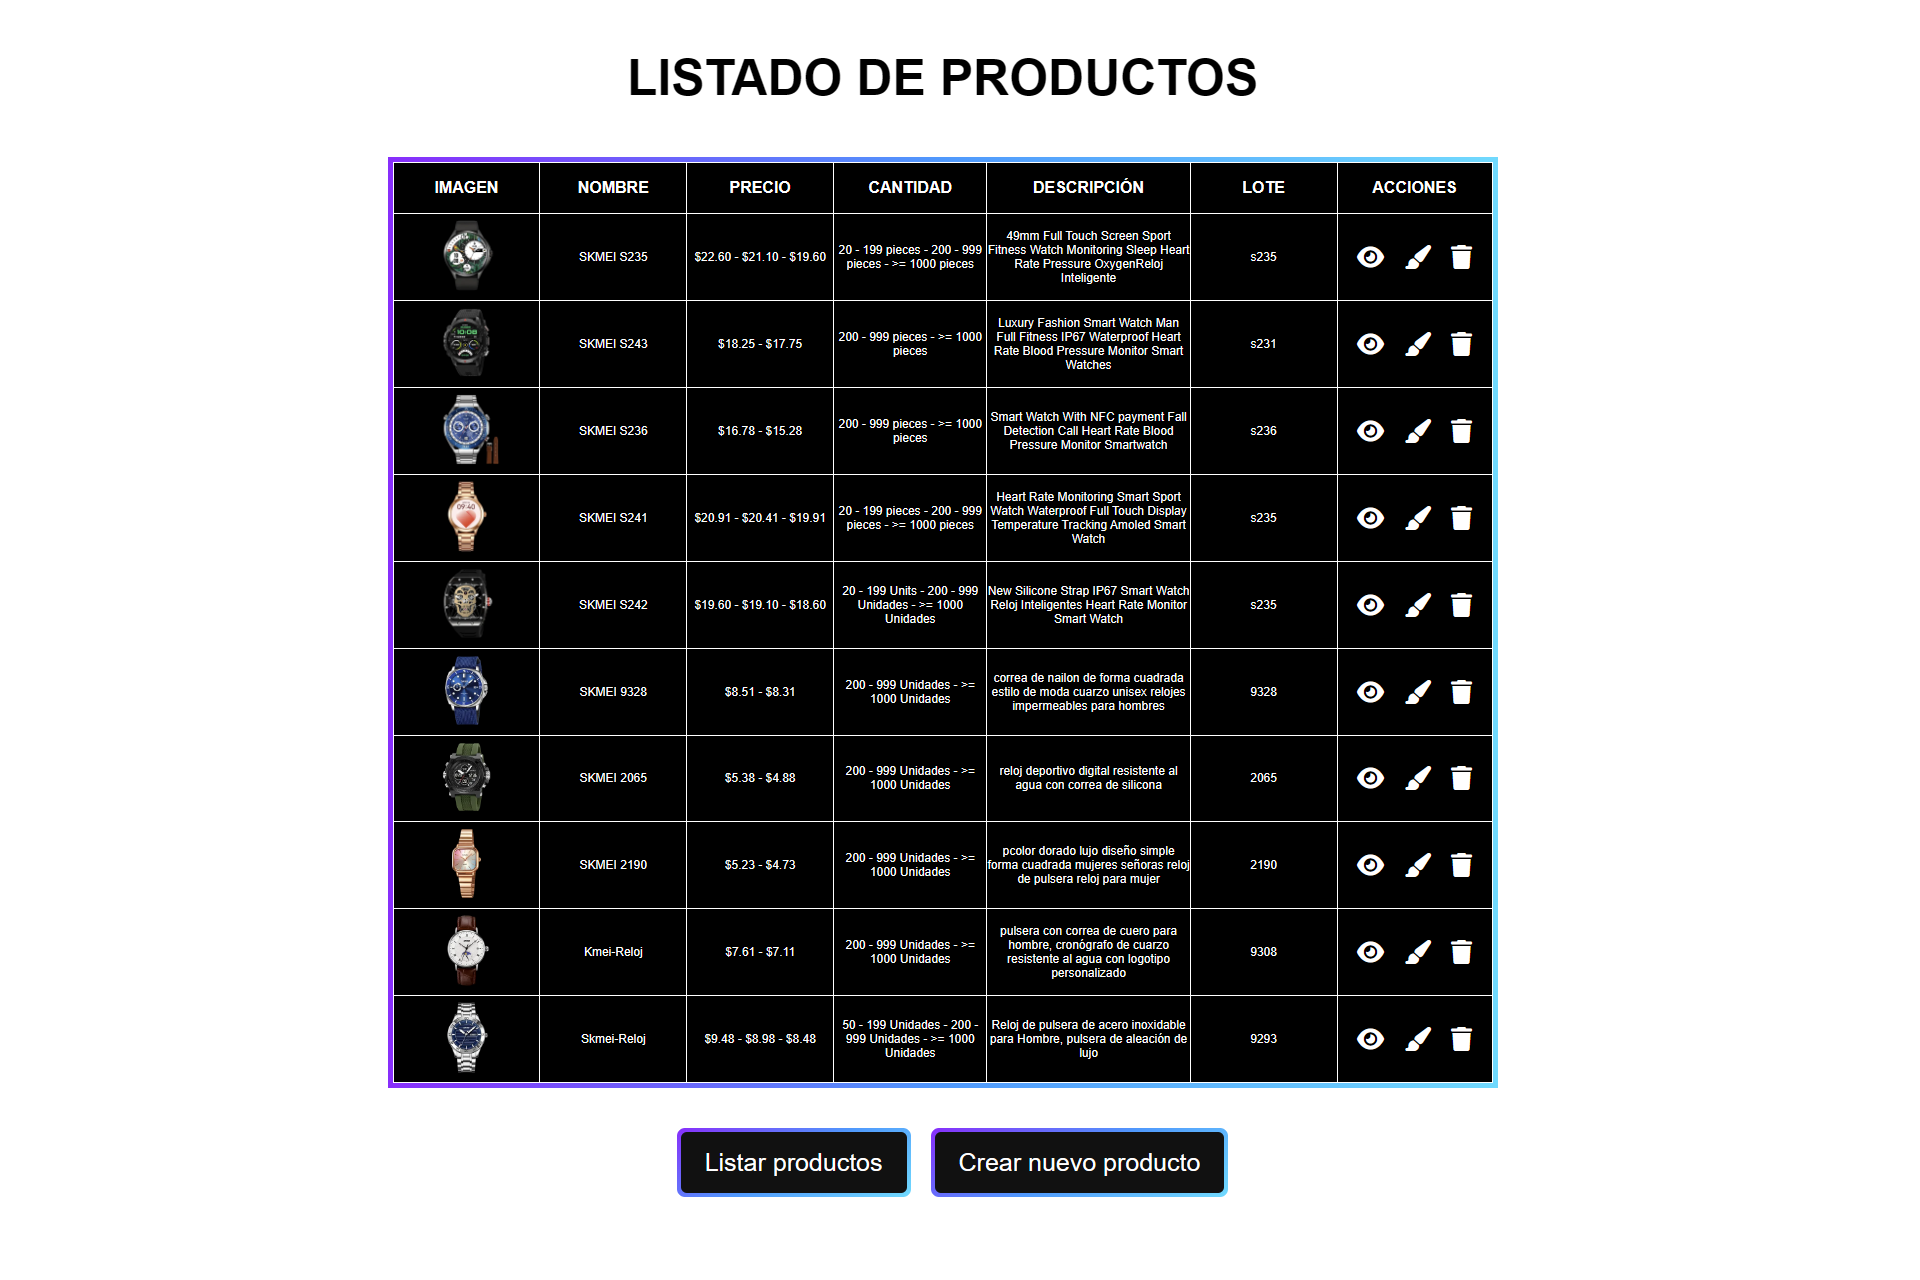 LISTADO DE PRODUCTOS
IMAGEN NOMBRE PRECIO CANTIDAD DESCRIPCIÓN LOTE ACCIONES
SKMEI S235
$22.60 - $21.10 - $19.60
20 - 199 pieces - 200 - 999
pieces - >= 1000 pieces
49mm Full Touch Screen Sport
Fitness Watch Monitoring Sleep Heart
Rate Pressure OxygenReloj
Inteligente
s235
SKMEI S243
$18.25 - $17.75
200 - 999 pieces - >= 1000
pieces
Luxury Fashion Smart Watch Man
Full Fitness IP67 Waterproof Heart
Rate Blood Pressure Monitor Smart
Watches
s231
SKMEI S236
$16.78 - $15.28
200 - 999 pieces - >= 1000
pieces
Smart Watch With NFC payment Fall
Detection Call Heart Rate Blood
Pressure Monitor Smartwatch
s236
09:40
SKMEI S241
$20.91 - $20.41 - $19.91
20 - 199 pieces - 200 - 999
pieces - >= 1000 pieces
Heart Rate Monitoring Smart Sport
Watch Waterproof Full Touch Display
Temperature Tracking Amoled Smart
Watch
s235
SKMEI S242
$19.60 - $19.10 - $18.60
20 - 199 Units - 200 - 999
Unidades - >= 1000
Unidades
New Silicone Strap IP67 Smart Watch
Reloj Inteligentes Heart Rate Monitor
Smart Watch
s235
SKMEI 9328
$8.51 - $8.31
200 - 999 Unidades - >=
1000 Unidades
correa de nailon de forma cuadrada
estilo de moda cuarzo unisex relojes
impermeables para hombres
9328
SKMEI 2065
$5.38 - $4.88
200 - 999 Unidades - >=
1000 Unidades
reloj deportivo digital resistente al
agua con correa de silicona
2065
SKMEI 2190
$5.23 - $4.73
200 - 999 Unidades - >=
1000 Unidades
pcolor dorado lujo diseño simple
forma cuadrada mujeres señoras reloj
de pulsera reloj para mujer
2190
Kmei-Reloj
$7.61 - $7.11
200 - 999 Unidades - >=
1000 Unidades
pulsera con correa de cuero para
hombre, cronógrafo de cuarzo
resistente al agua con logotipo
personalizado
9308
Skmei-Reloj
$9.48 - $8.98 - $8.48
50 - 199 Unidades - 200 -
999 Unidades - >= 1000
Unidades
Reloj de pulsera de acero inoxidable
para Hombre, pulsera de aleación de
lujo
9293
Listar productos
Crear nuevo producto